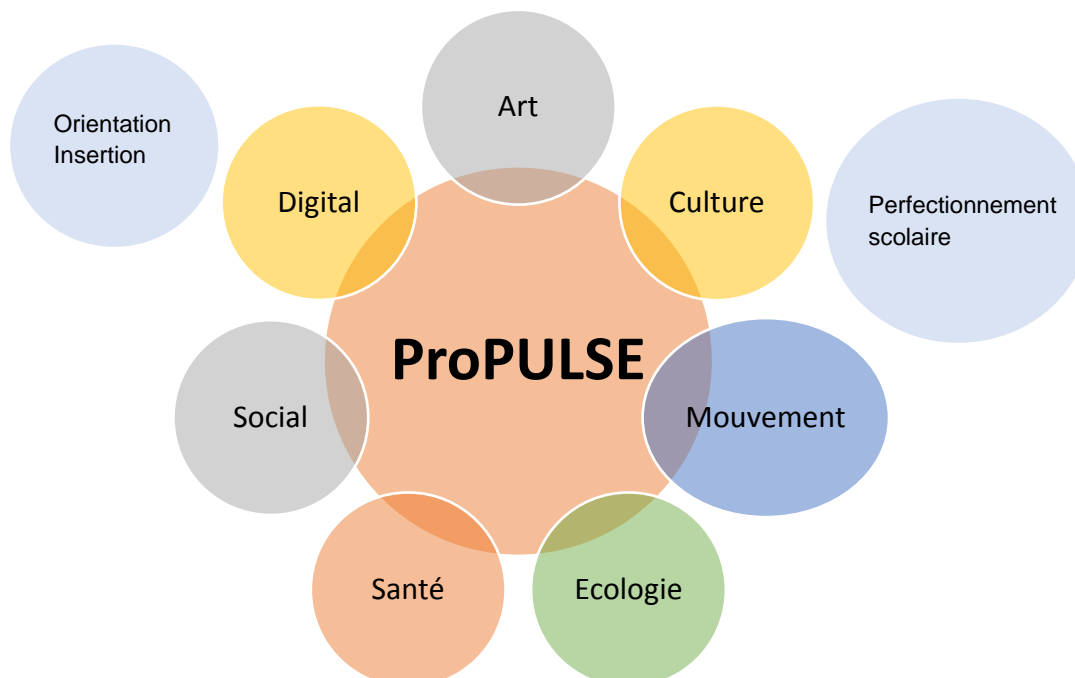 Art
Orientation
Insertion
Digital
Culture
Perfectionnement
scolaire
ProPULSE
Social
Mouvement
Santé
Ecologie